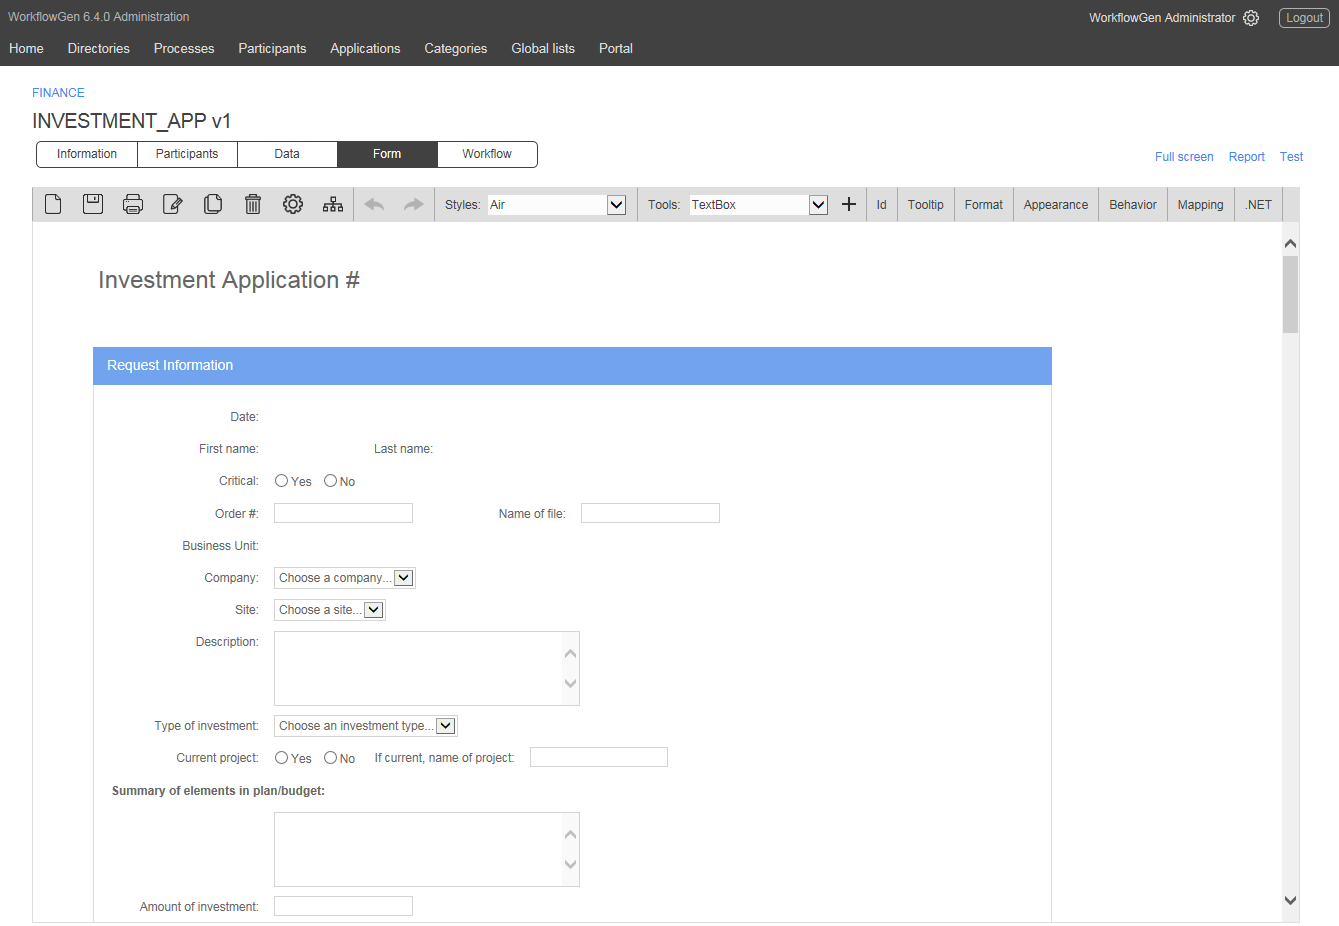 WorkflowGen 6.4.0 Administration
WorkflowGen Administrator Logout
Home Directories Processes Participants Applications Categories Global lists Portal
FINANCE
INVESTMENT_APP v1
Information Participants Data Form Workflow
Full screen Report Test
Styles: Air Tools: TextBox Id Tooltip Format Appearance Behavior Mapping .NET
Investment Application #
Request Information
Date:
First name: Last name:
Critical: Yes No
Order #: Name of file:
Business Unit:
Company: Choose a company...
Site: Choose a site...
Description:
Type of investment: Choose an investment type...
Current project: Yes No If current, name of project:
Summary of elements in plan/budget:
Amount of investment: